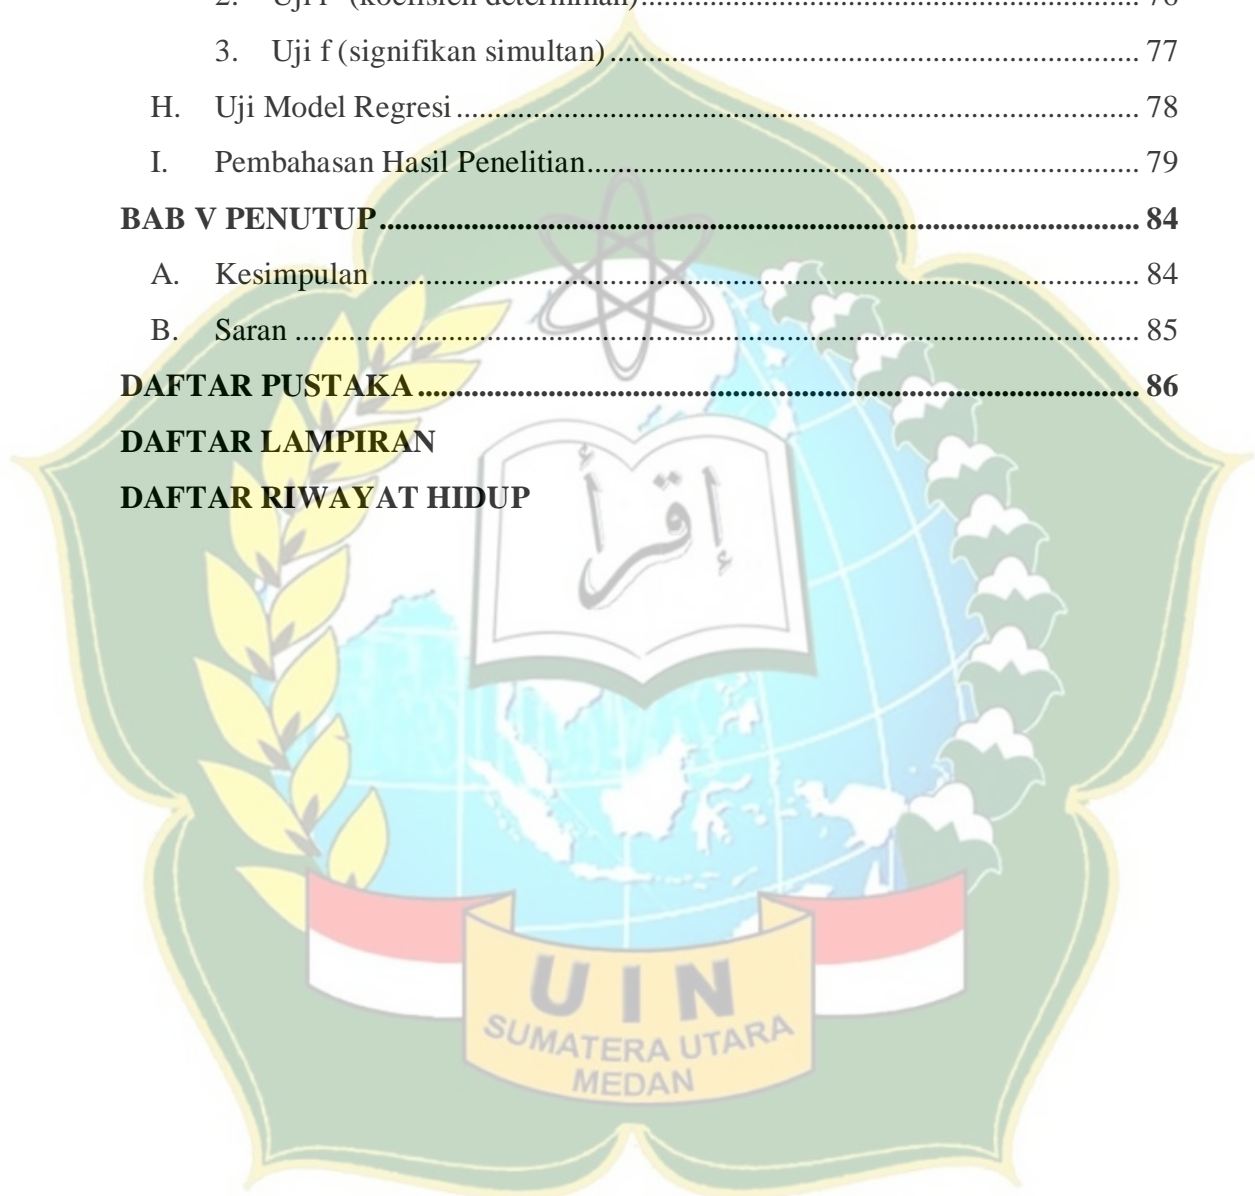 3. Uji f (signifikan simultan) ........ 77
H. Uji Model Regresi ........ 78
I. Pembahasan Hasil Penelitian ........ 79
BAB V PENUTUP ........ 84
A. Kesimpulan ........ 84
B. Saran ........ 85
DAFTAR PUSTAKA ........ 86
DAFTAR LAMPIRAN
DAFTAR RIWAYAT HIDUP
إقرأ
UIN
SUMATERA UTARA
MEDAN